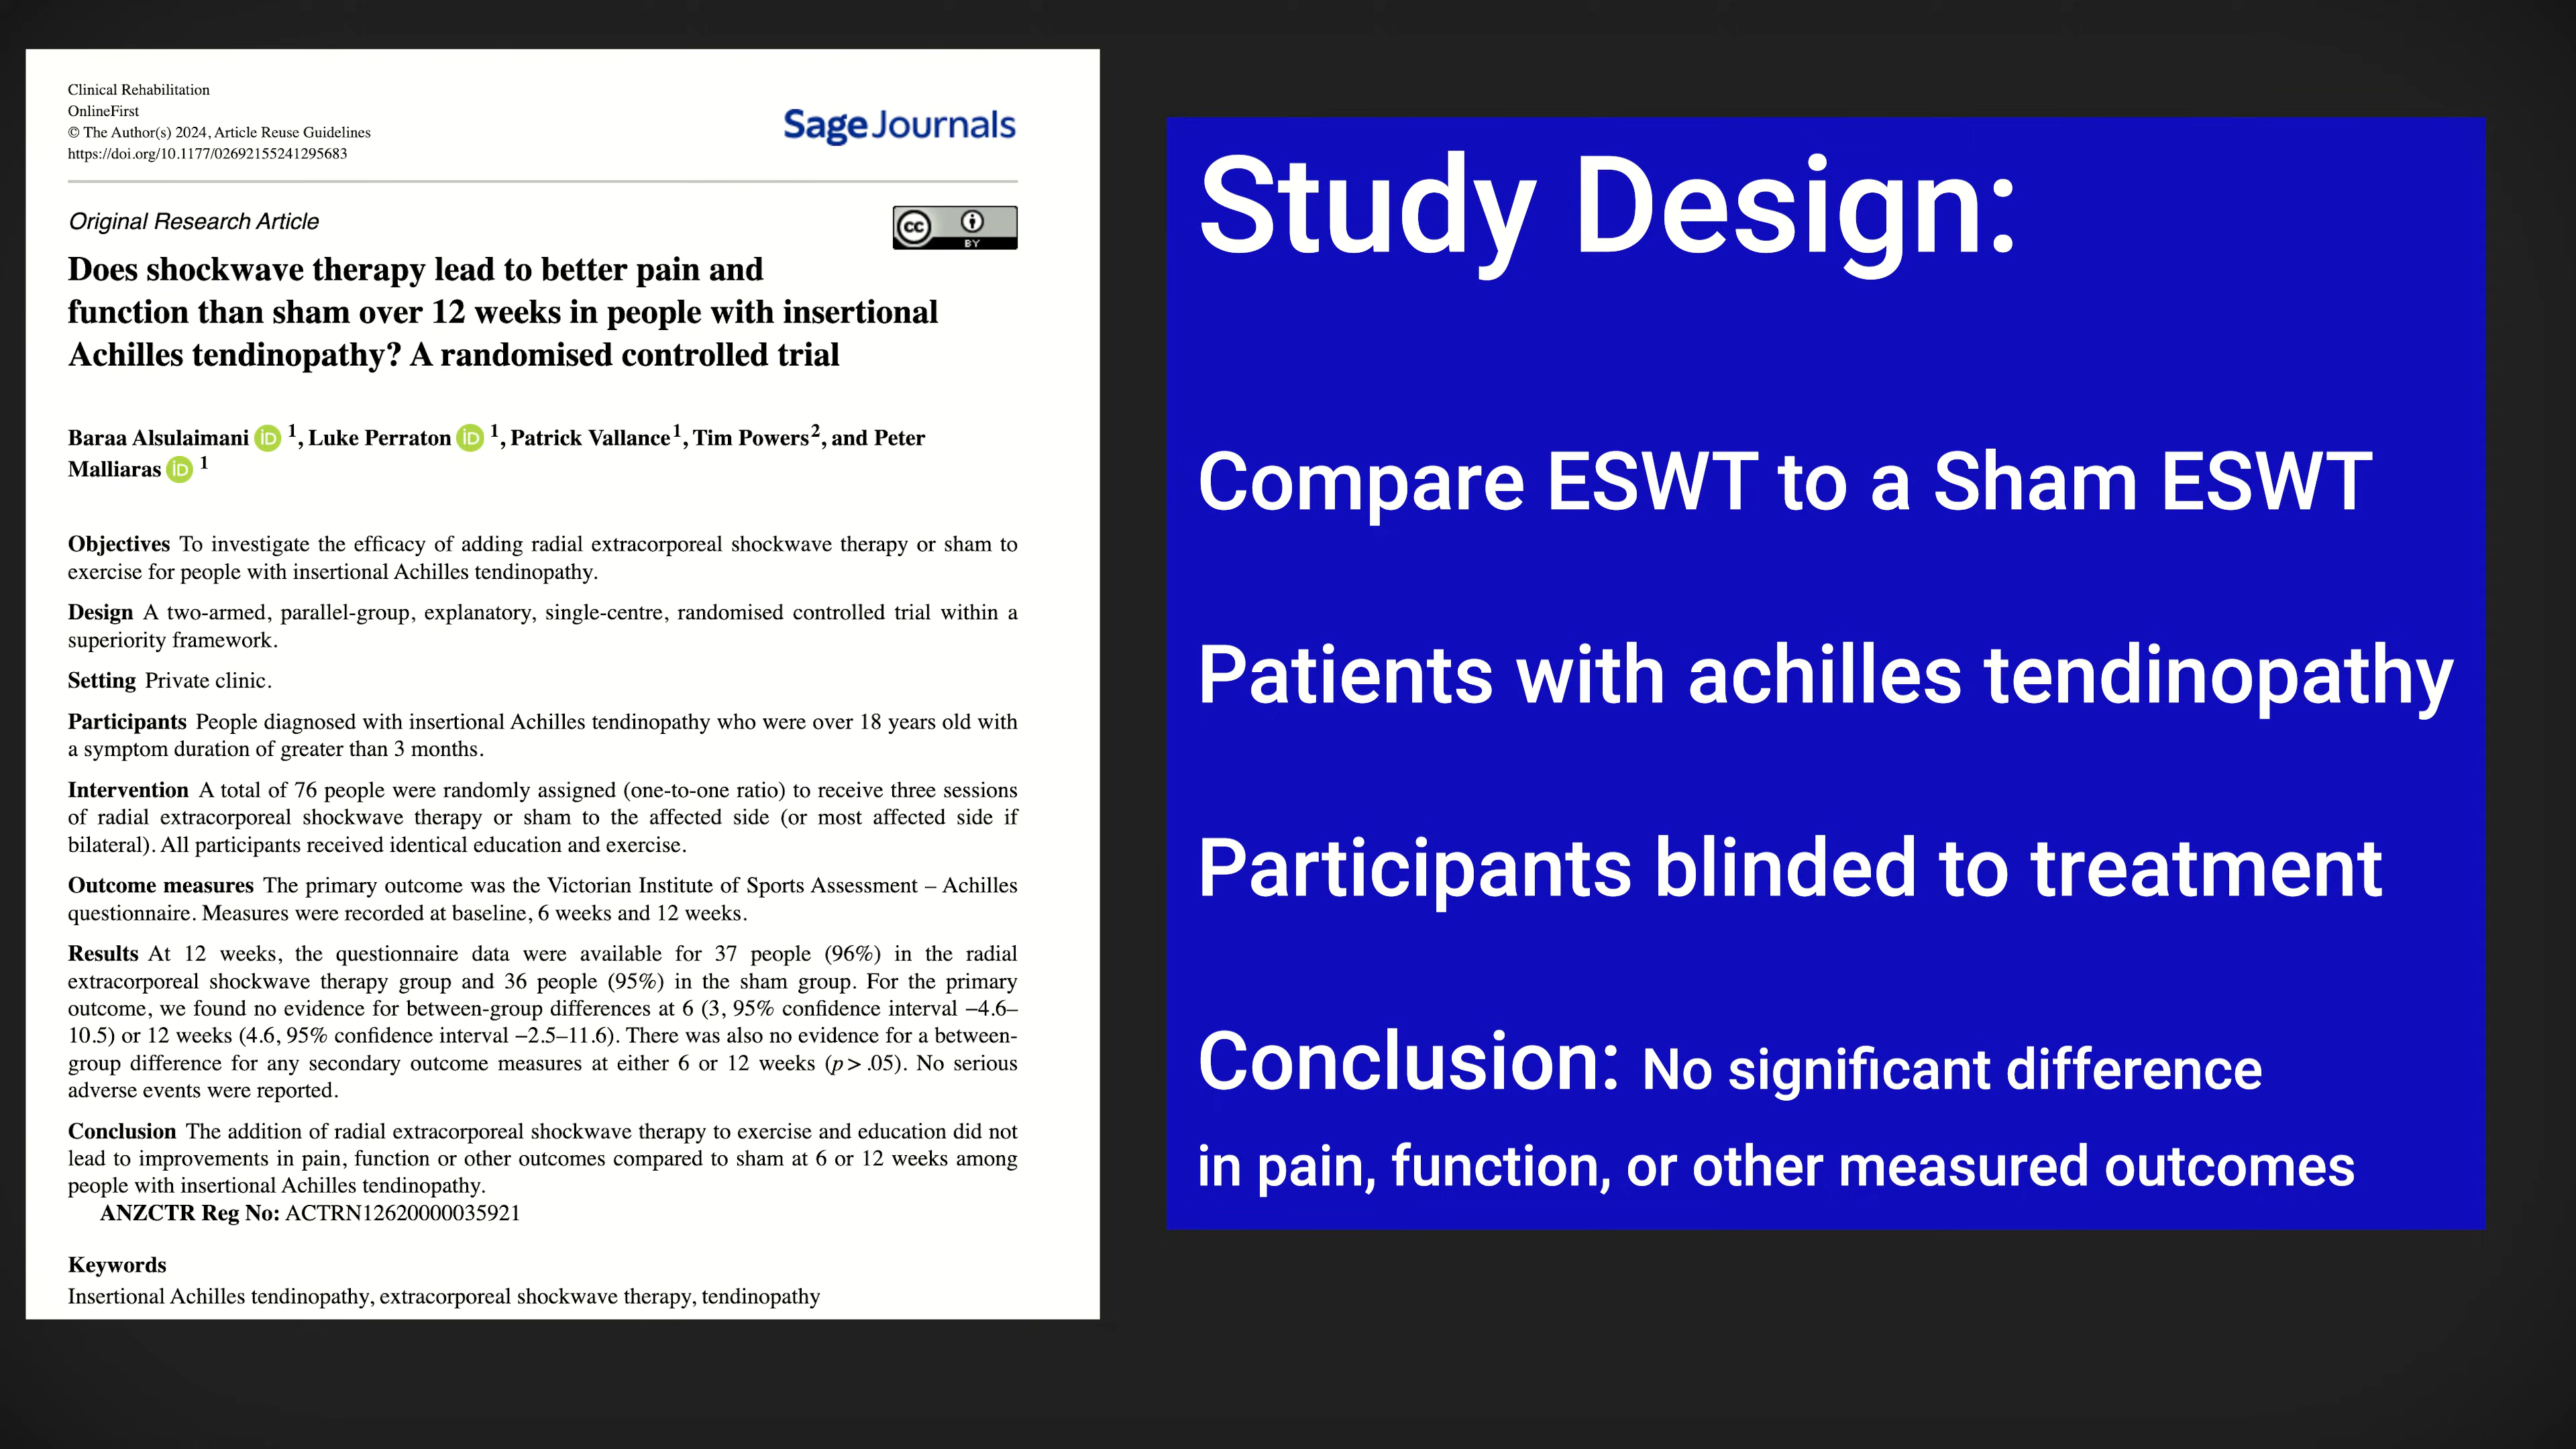 Clinical Rehabilitation
OnlineFirst
© The Author(s) 2024, Article Reuse Guidelines
https://doi.org/10.1177/02692155241295683
Sage Journals
Original Research Article
CC BY
Does shockwave therapy lead to better pain and
function than sham over 12 weeks in people with insertional
Achilles tendinopathy? A randomised controlled trial
Baraa Alsulaimani iD 1, Luke Perraton iD 1, Patrick Vallance1, Tim Powers2, and Peter
Malliaras iD 1
Objectives To investigate the efficacy of adding radial extracorporeal shockwave therapy or sham to
exercise for people with insertional Achilles tendinopathy.
Design A two-armed, parallel-group, explanatory, single-centre, randomised controlled trial within a
superiority framework.
Setting Private clinic.
Participants People diagnosed with insertional Achilles tendinopathy who were over 18 years old with
a symptom duration of greater than 3 months.
Intervention A total of 76 people were randomly assigned (one-to-one ratio) to receive three sessions
of radial extracorporeal shockwave therapy or sham to the affected side (or most affected side if
bilateral). All participants received identical education and exercise.
Outcome measures The primary outcome was the Victorian Institute of Sports Assessment – Achilles
questionnaire. Measures were recorded at baseline, 6 weeks and 12 weeks.
Results At 12 weeks, the questionnaire data were available for 37 people (96%) in the radial
extracorporeal shockwave therapy group and 36 people (95%) in the sham group. For the primary
outcome, we found no evidence for between-group differences at 6 (3, 95% confidence interval −4.6–
10.5) or 12 weeks (4.6, 95% confidence interval −2.5–11.6). There was also no evidence for a between-
group difference for any secondary outcome measures at either 6 or 12 weeks (p > .05). No serious
adverse events were reported.
Conclusion The addition of radial extracorporeal shockwave therapy to exercise and education did not
lead to improvements in pain, function or other outcomes compared to sham at 6 or 12 weeks among
people with insertional Achilles tendinopathy.
ANZCTR Reg No: ACTRN12620000035921
Keywords
Insertional Achilles tendinopathy, extracorporeal shockwave therapy, tendinopathy
Study Design:
Compare ESWT to a Sham ESWT
Patients with achilles tendinopathy
Participants blinded to treatment
Conclusion: No significant difference
in pain, function, or other measured outcomes